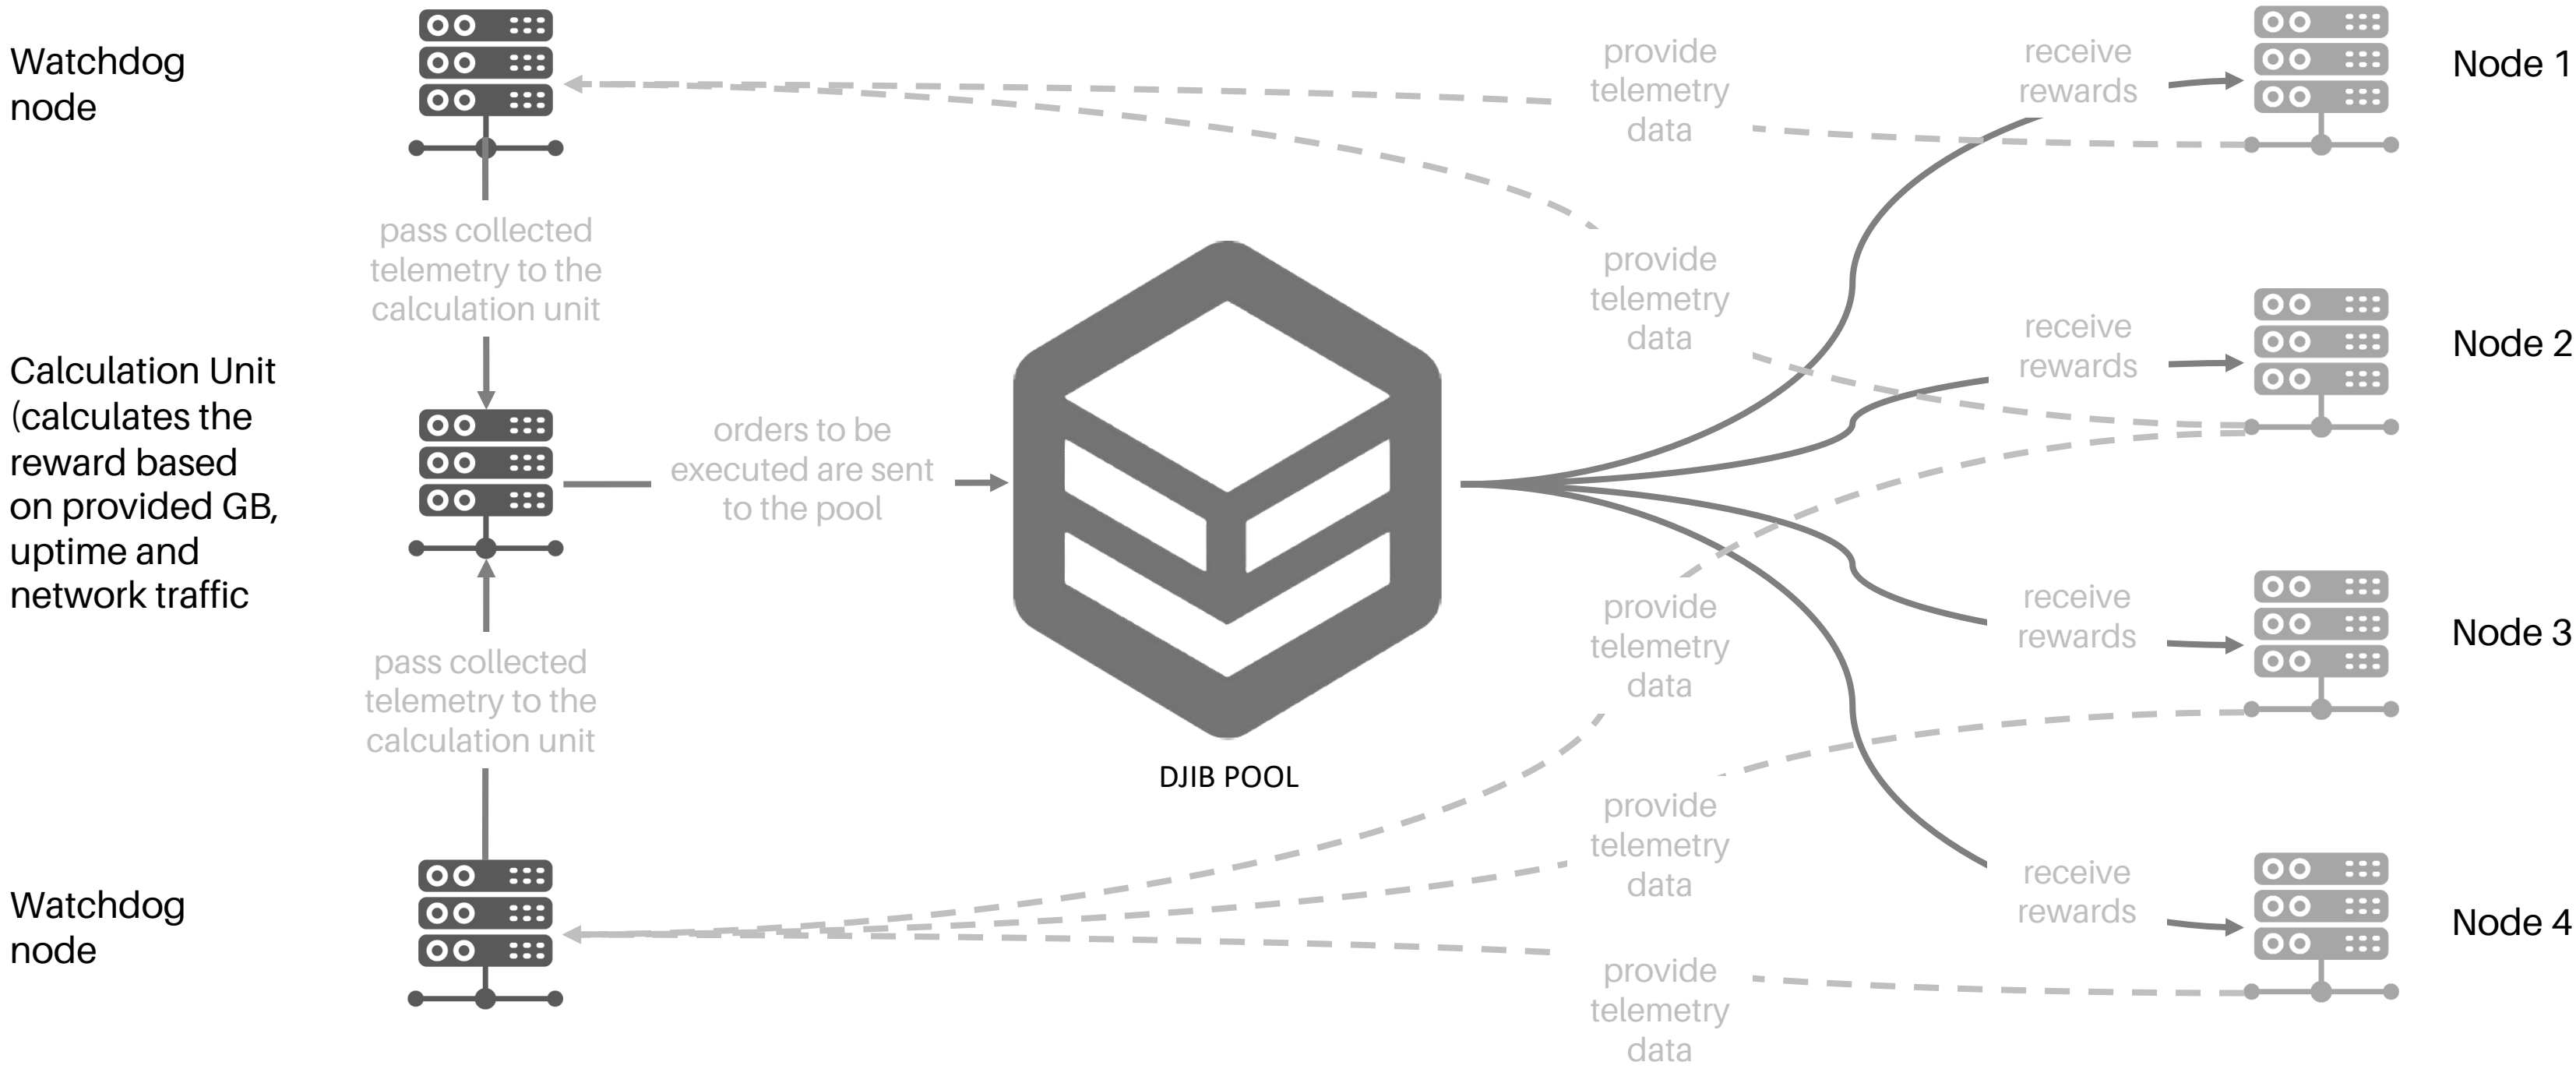 Watchdog
node
pass collected
telemetry to the
calculation unit
Calculation Unit
(calculates the
reward based
on provided GB,
uptime and
network traffic
orders to be
executed are sent
to the pool
pass collected
telemetry to the
calculation unit
Watchdog
node
DJIB POOL
provide
telemetry
data
provide
telemetry
data
provide
telemetry
data
provide
telemetry
data
provide
telemetry
data
receive
rewards
Node 1
receive
rewards
Node 2
receive
rewards
Node 3
receive
rewards
Node 4